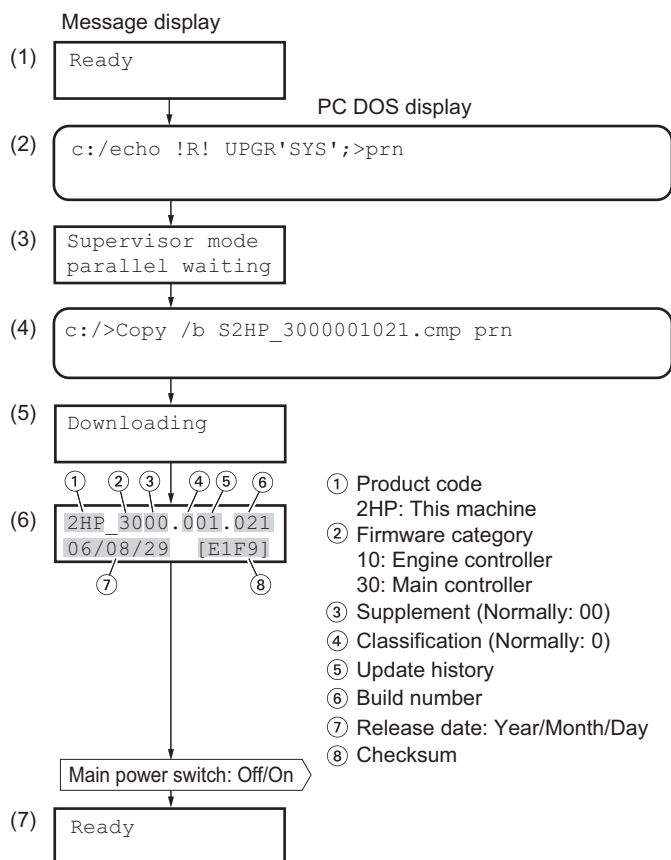 Message display
(1) Ready
PC DOS display
(2) c:/echo !R! UPGR'SYS';>prn
(3) Supervisor mode
parallel waiting
(4) c:/>Copy /b S2HP_3000001021.cmp prn
(5) Downloading
① ② ③ ④ ⑤ ⑥
(6) 2HP_3000.001.021
06/08/29 [E1F9]
⑦ ⑧
① Product code
2HP: This machine
② Firmware category
10: Engine controller
30: Main controller
③ Supplement (Normally: 00)
④ Classification (Normally: 0)
⑤ Update history
⑥ Build number
⑦ Release date: Year/Month/Day
⑧ Checksum
Main power switch: Off/On
(7) Ready